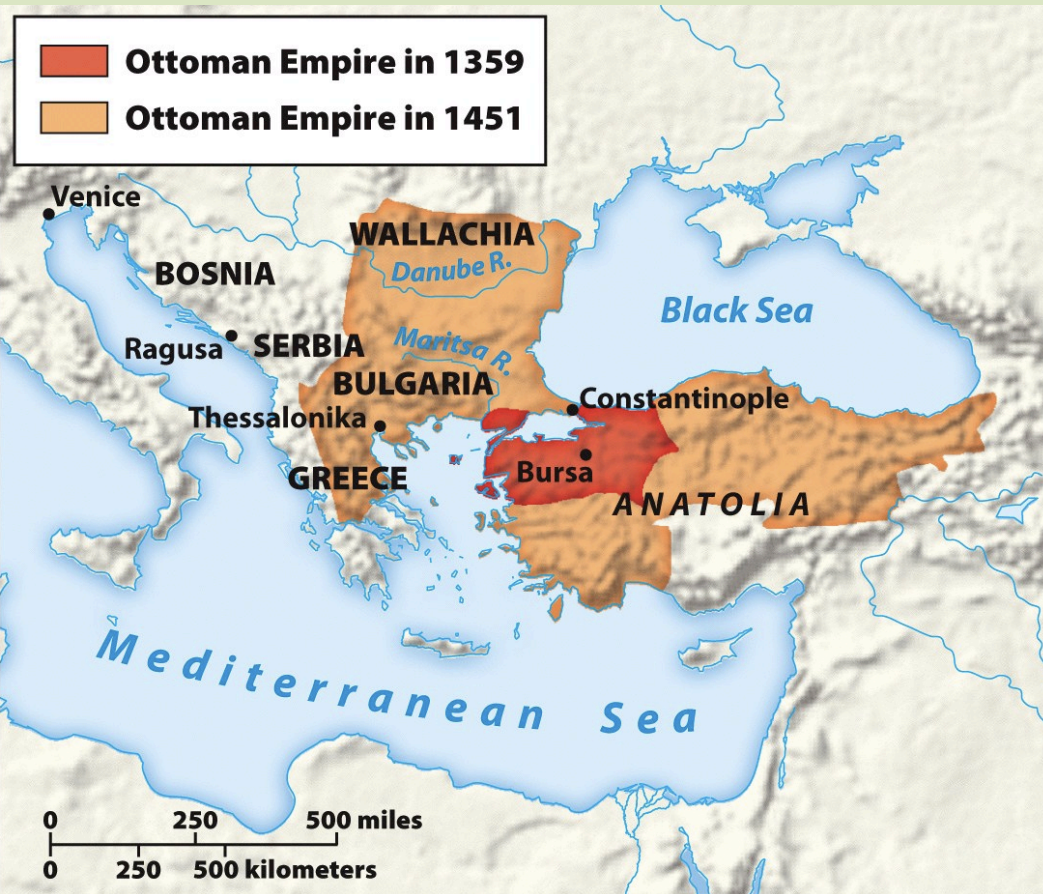 Ottoman Empire in 1359
Ottoman Empire in 1451
Venice
WALLACHIA
BOSNIA
Danube R.
Black Sea
Maritsa R.
Ragusa
SERBIA
BULGARIA
Constantinople
Thessalonika
Bursa
GREECE
ANATOLIA
Mediterranean Sea
0 250 500 miles
0 250 500 kilometers